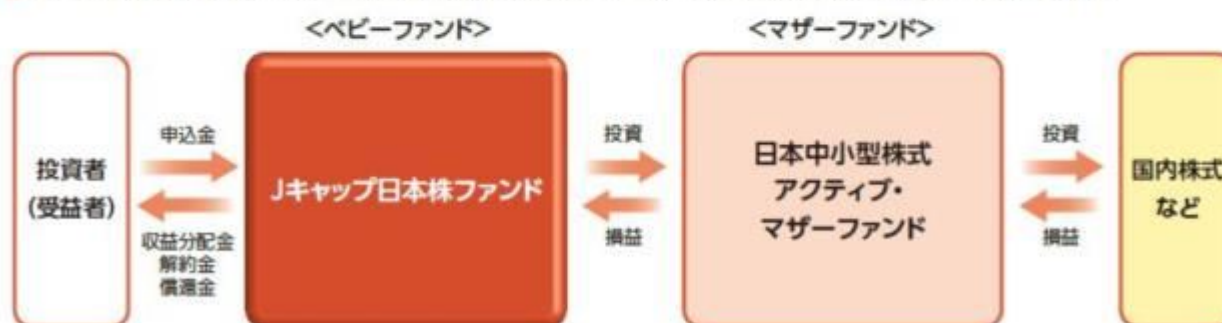 <ベビーファンド>
<マザーファンド>
投資者
(受益者)
申込金
収益分配金
解約金
償還金
Jキャップ日本株ファンド
投資
損益
日本中小型株式
アクティブ・
マザーファンド
投資
損益
国内株式
など